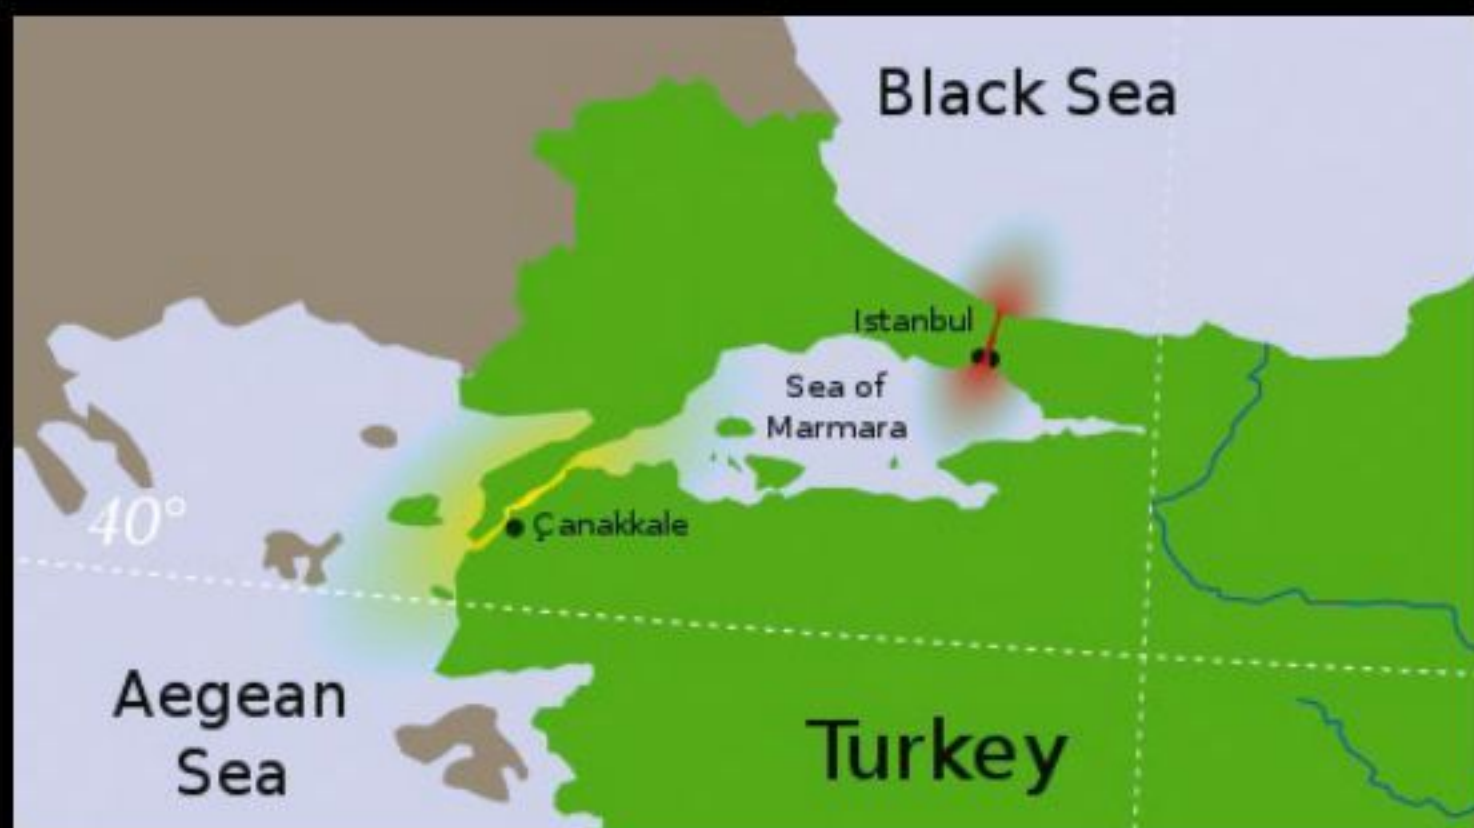 Black Sea
Istanbul
Sea of
Marmara
40°
Çanakkale
Aegean
Sea
Turkey